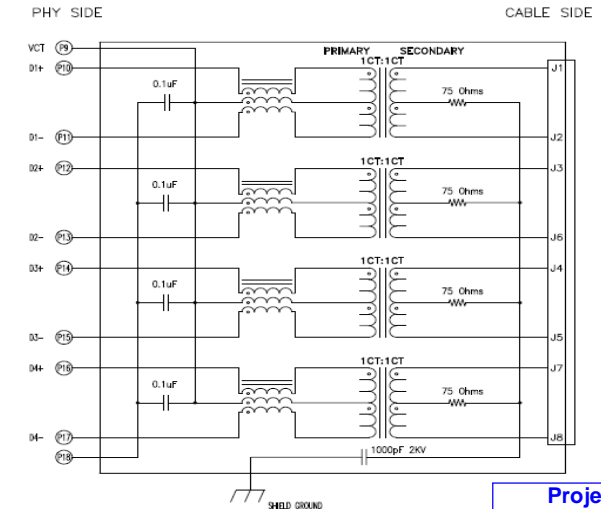 PHY SIDE
CABLE SIDE
VCT P9
PRIMARY SECONDARY
1CT:1CT
D1+ P10
J1
0.1uF
75 Ohms
D1- P11
J2
1CT:1CT
D2+ P12
J3
0.1uF
75 Ohms
D2- P13
J6
1CT:1CT
D3+ P14
J4
0.1uF
75 Ohms
D3- P15
J5
1CT:1CT
D4+ P16
J7
0.1uF
75 Ohms
D4- P17
J8
P18
1000pF 2KV
SHIELD GROUND